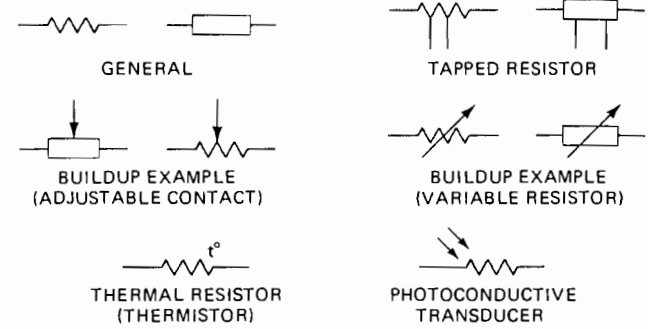 GENERAL
TAPPED RESISTOR
BUILDUP EXAMPLE
(ADJUSTABLE CONTACT)
BUILDUP EXAMPLE
(VARIABLE RESISTOR)
t°
THERMAL RESISTOR
(THERMISTOR)
PHOTOCONDUCTIVE
TRANSDUCER